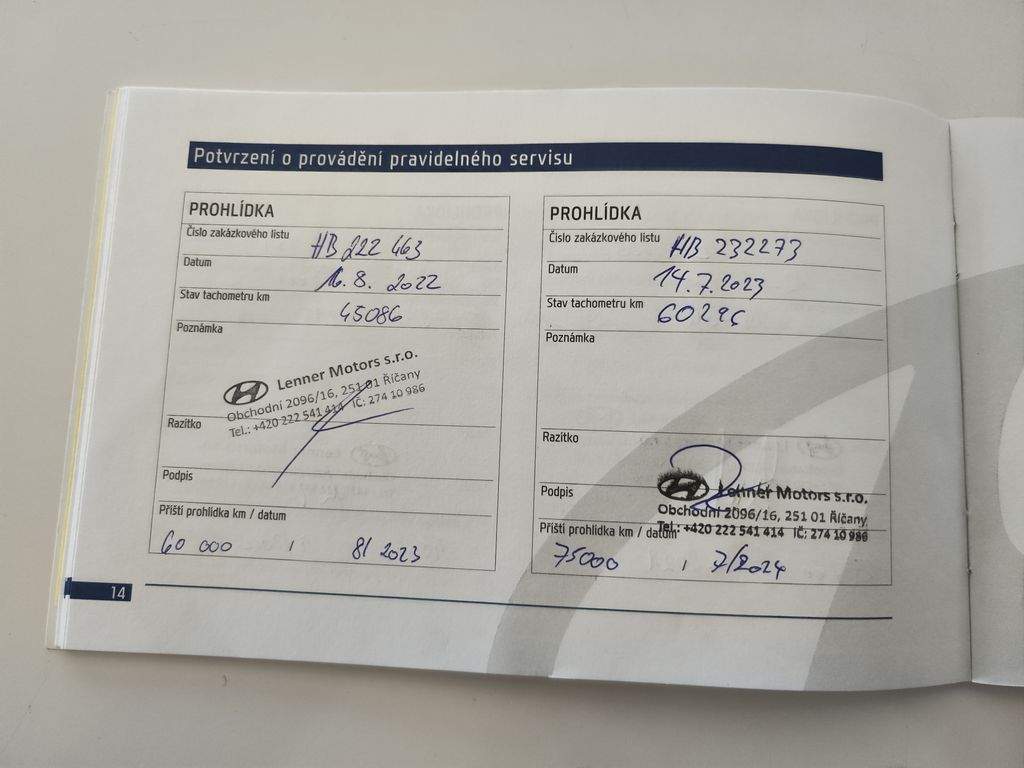 Potvrzení o provádění pravidelného servisu
PROHLÍDKA
Číslo zakázkového listu HB 222 463
Datum 16. 8. 2022
Stav tachometru km 45086
Poznámka
Lenner Motors s.r.o.
Obchodní 2096/16, 251 01 Říčany
Tel.: +420 222 541 414 IČ: 274 10 986
Razítko
Podpis
Příští prohlídka km / datum
60 000 / 8/ 2023
PROHLÍDKA
Číslo zakázkového listu HB 232273
Datum 14.7.2023
Stav tachometru km
Poznámka
Razítko
Podpis
Lenner Motors s.r.o.
Obchodní 2096/16, 251 01 Říčany
Tel.: +420 222 541 414 IČ: 274 10 986
Příští prohlídka km / datum
75000 / 7/2024
14